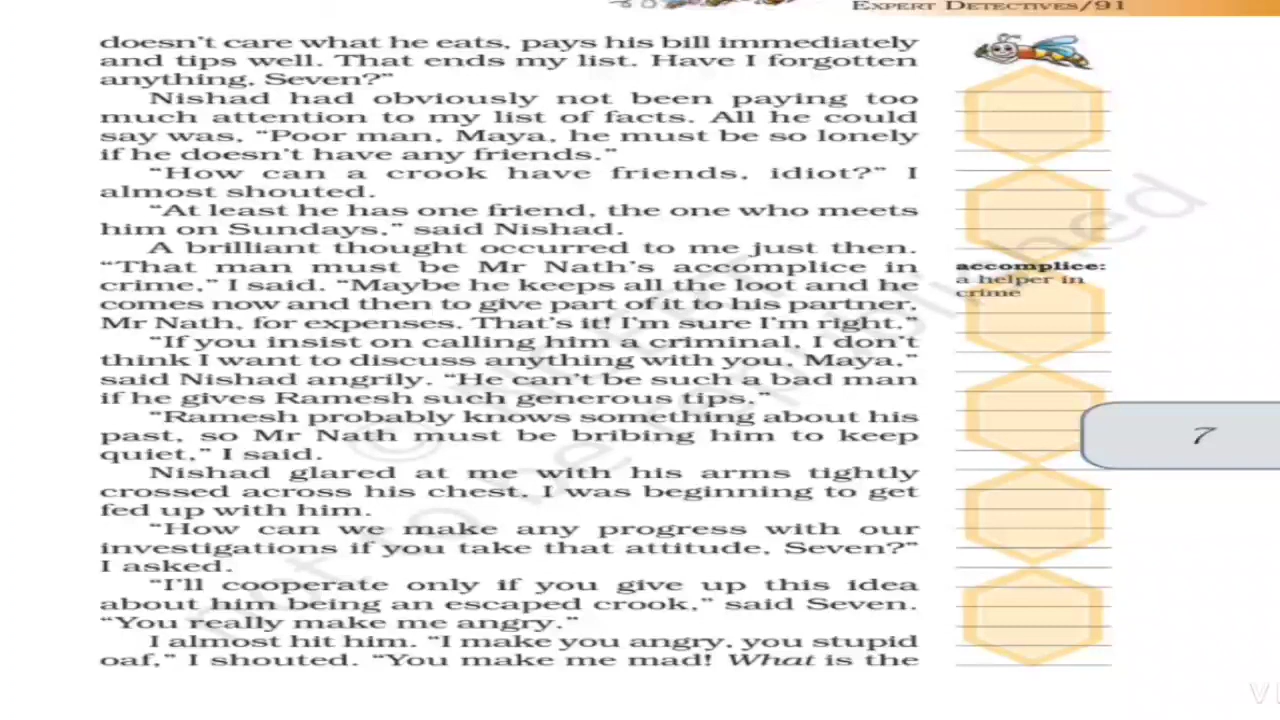 EXPERT DETECTIVES/91
doesn't care what he eats, pays his bill immediately
and tips well. That ends my list. Have I forgotten
anything, Seven?"
Nishad had obviously not been paying too
much attention to my list of facts. All he could
say was, "Poor man, Maya, he must be so lonely
if he doesn't have any friends."
"How can a crook have friends, idiot?" I
almost shouted.
"At least he has one friend, the one who meets
him on Sundays," said Nishad.
A brilliant thought occurred to me just then.
"That man must be Mr Nath's accomplice in
crime," I said. "Maybe he keeps all the loot and he
comes now and then to give part of it to his partner,
Mr Nath, for expenses. That's it! I'm sure I'm right."
"If you insist on calling him a criminal, I don't
think I want to discuss anything with you, Maya,"
said Nishad angrily. "He can't be such a bad man
if he gives Ramesh such generous tips."
"Ramesh probably knows something about his
past, so Mr Nath must be bribing him to keep
quiet," I said.
Nishad glared at me with his arms tightly
crossed across his chest. I was beginning to get
fed up with him.
"How can we make any progress with our
investigations if you take that attitude, Seven?"
I asked.
"I'll cooperate only if you give up this idea
about him being an escaped crook," said Seven.
"You really make me angry."
I almost hit him. "I make you angry, you stupid
oaf," I shouted. "You make me mad! What is the
accomplice:
a helper in
crime
7
not to be republished